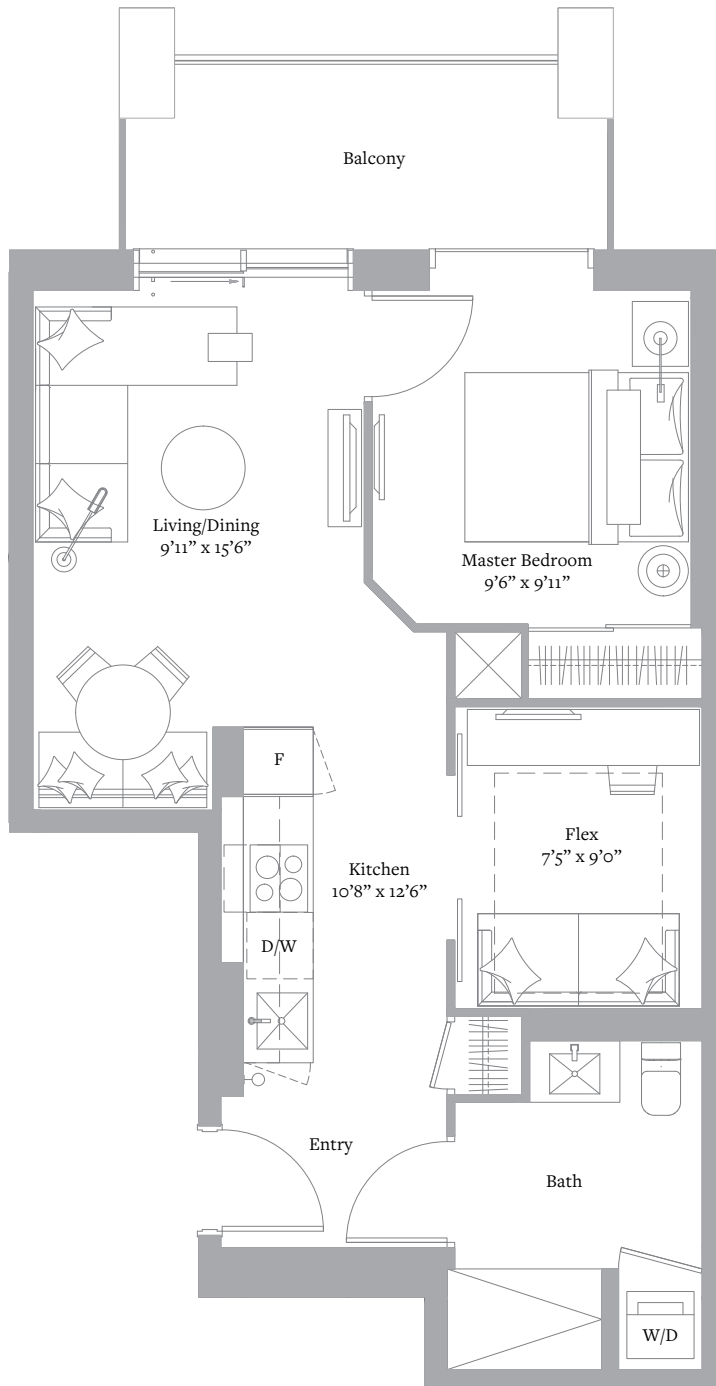 Balcony
Living/Dining
9’11” x 15’6”
Master Bedroom
9’6” x 9’11”
F
Flex
7’5” x 9’0”
Kitchen
10’8” x 12’6”
D/W
Entry
Bath
W/D